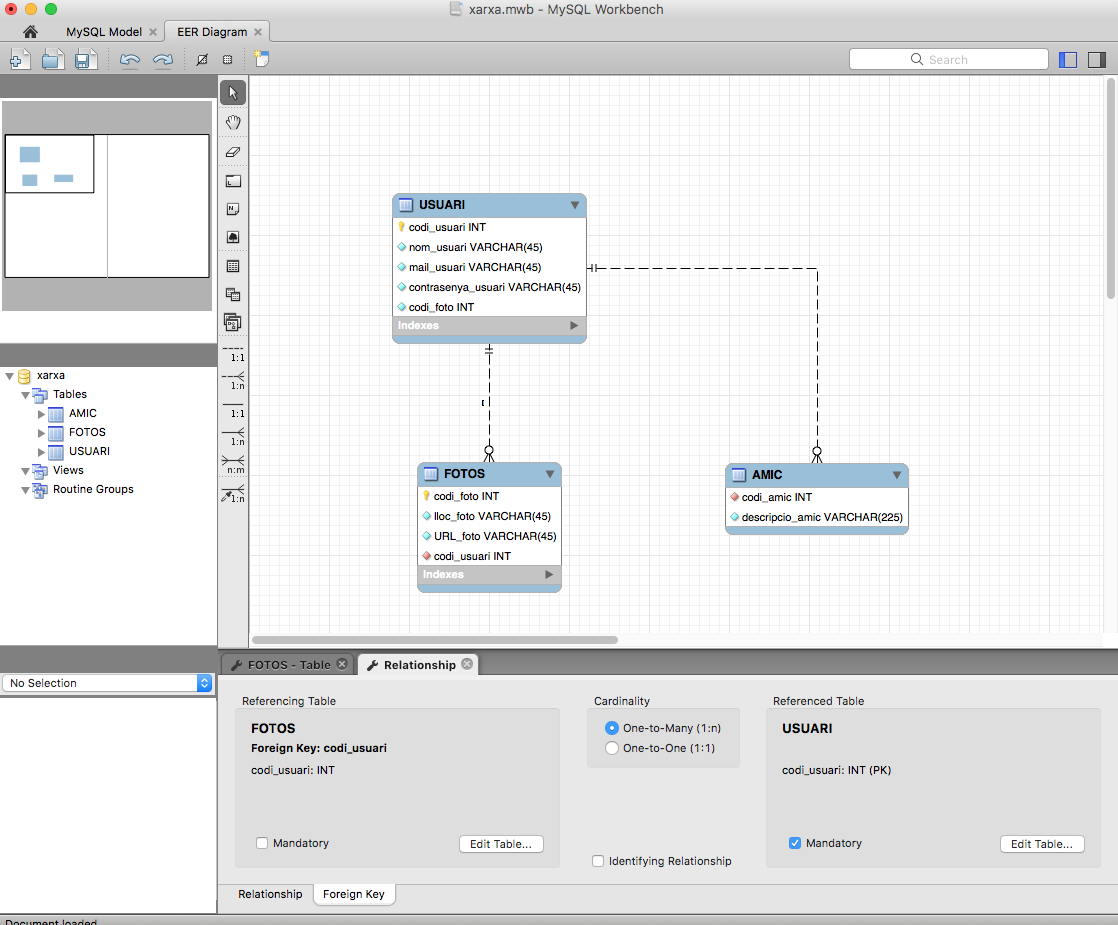 xarxa.mwb - MySQL Workbench
MySQL Model
EER Diagram
Search
USUARI
codi_usuari INT
nom_usuari VARCHAR(45)
mail_usuari VARCHAR(45)
contrasenya_usuari VARCHAR(45)
codi_foto INT
Indexes
1:1
1:n
1:1
1:n
n:m
1:n
xarxa
Tables
AMIC
FOTOS
USUARI
Views
Routine Groups
FOTOS
codi_foto INT
lloc_foto VARCHAR(45)
URL_foto VARCHAR(45)
codi_usuari INT
Indexes
AMIC
codi_amic INT
descripcio_amic VARCHAR(225)
No Selection
FOTOS - Table
Relationship
Referencing Table
FOTOS
Foreign Key: codi_usuari
codi_usuari: INT
Mandatory
Edit Table...
Cardinality
One-to-Many (1:n)
One-to-One (1:1)
Identifying Relationship
Referenced Table
USUARI
codi_usuari: INT (PK)
Mandatory
Edit Table...
Relationship
Foreign Key
Document loaded.